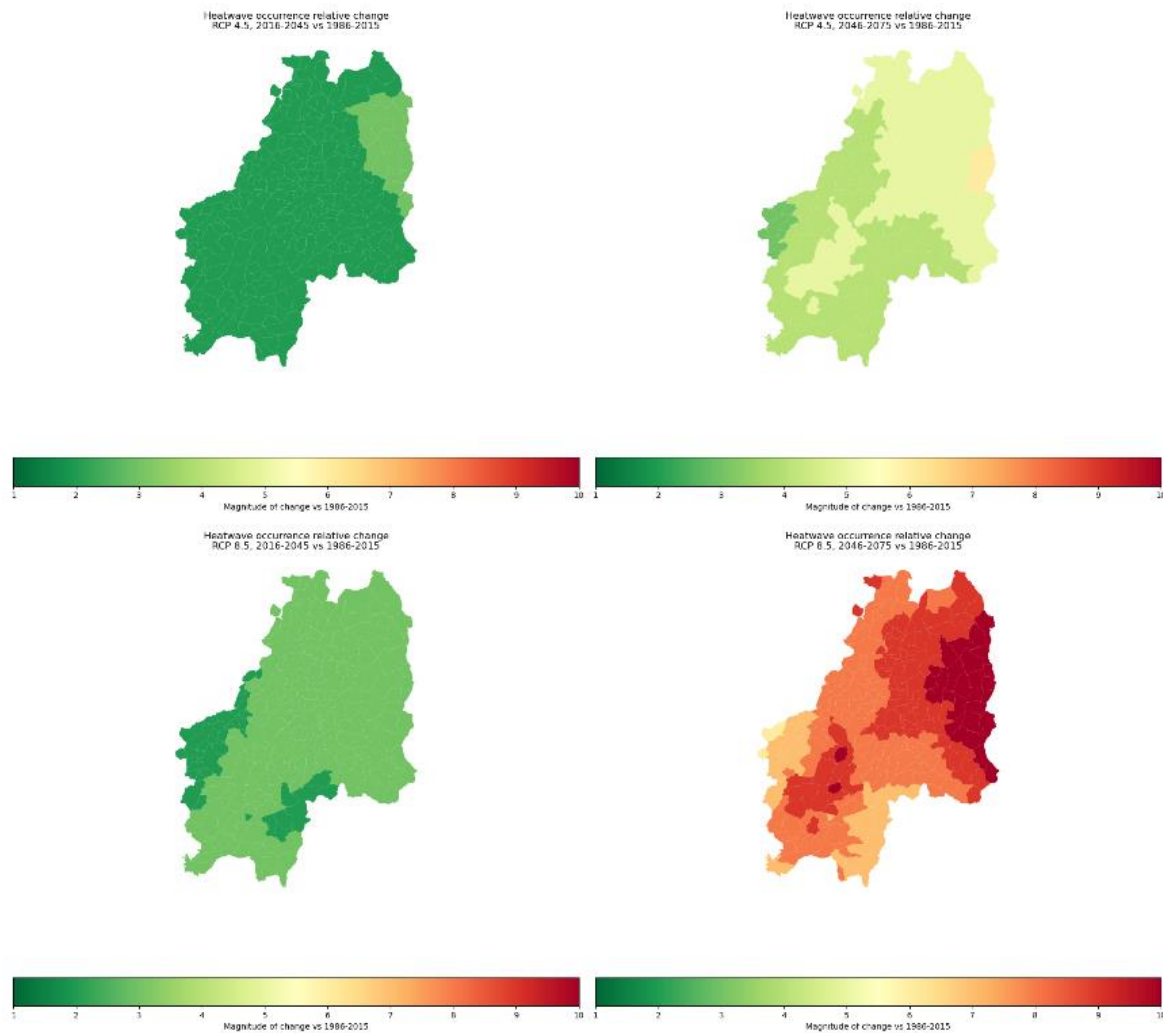 Heatwave occurrence relative change
RCP 4.5, 2016-2045 vs 1986-2015
1 2 3 4 5 6 7 8 9 10
Magnitude of change vs 1986-2015
Heatwave occurrence relative change
RCP 4.5, 2046-2075 vs 1986-2015
1 2 3 4 5 6 7 8 9 10
Magnitude of change vs 1986-2015
Heatwave occurrence relative change
RCP 8.5, 2016-2045 vs 1986-2015
1 2 3 4 5 6 7 8 9 10
Magnitude of change vs 1986-2015
Heatwave occurrence relative change
RCP 8.5, 2046-2075 vs 1986-2015
1 2 3 4 5 6 7 8 9 10
Magnitude of change vs 1986-2015